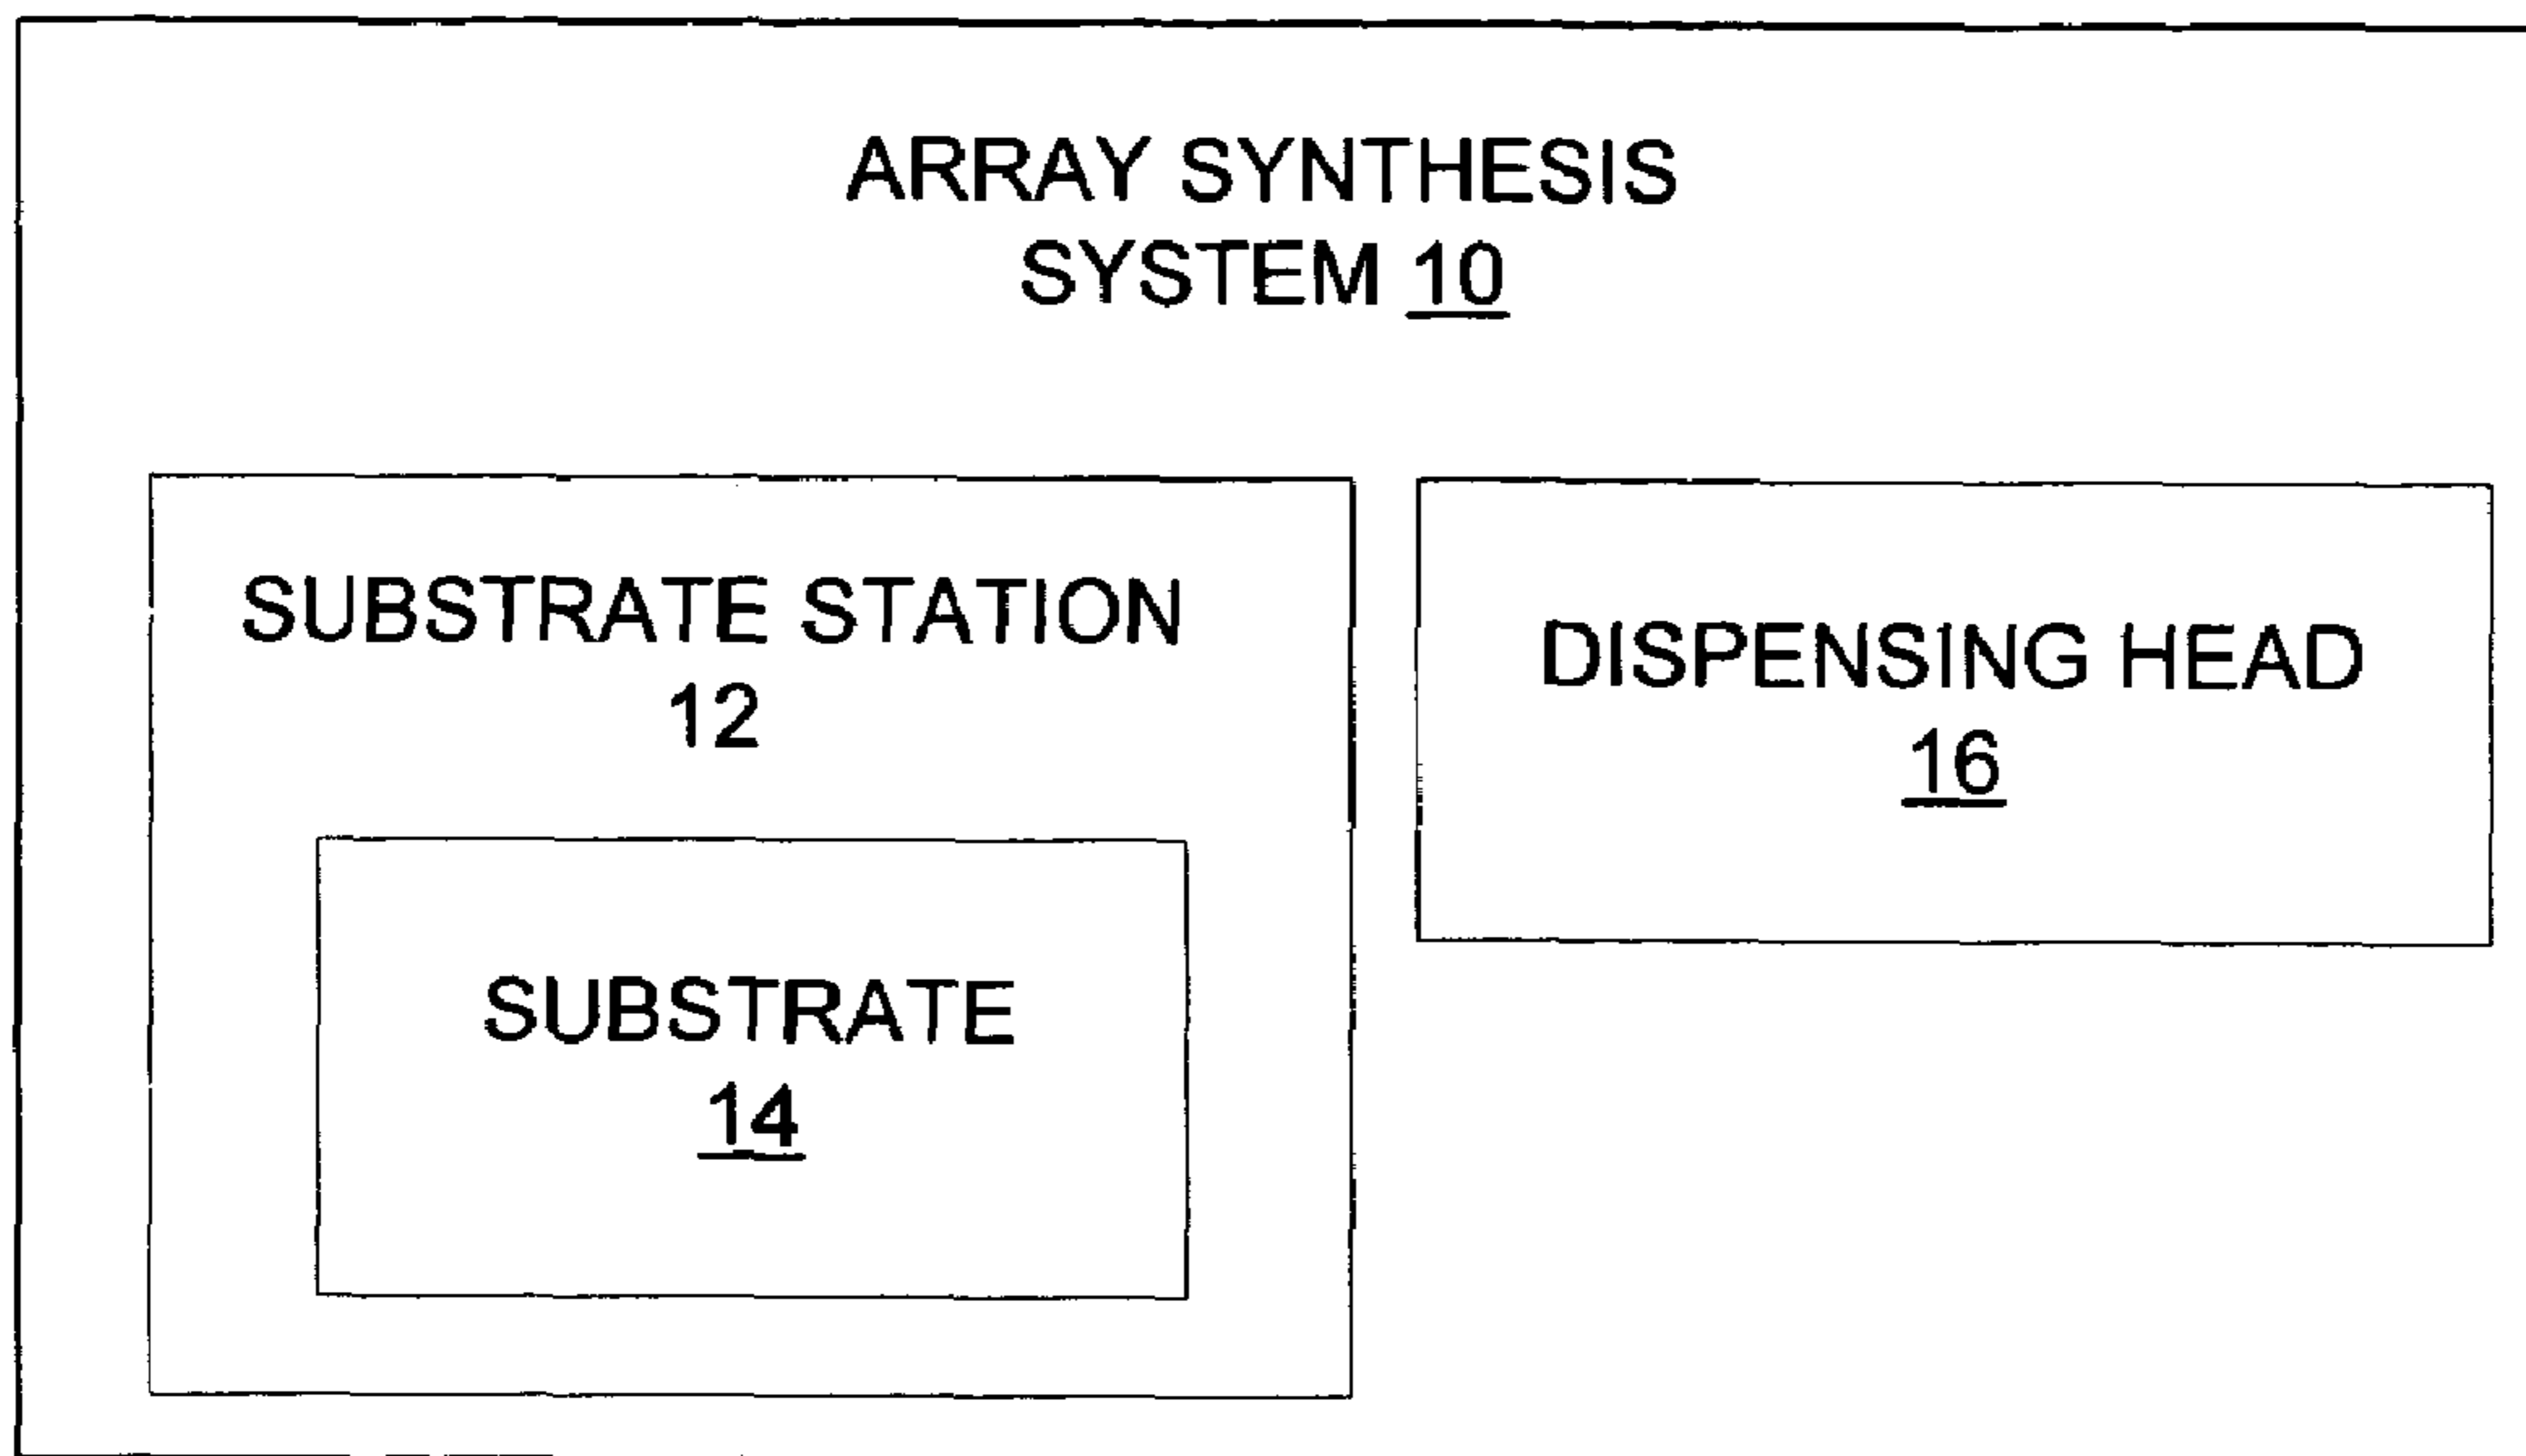 ARRAY SYNTHESIS
SYSTEM 10
SUBSTRATE STATION
12
DISPENSING HEAD
16
SUBSTRATE
14